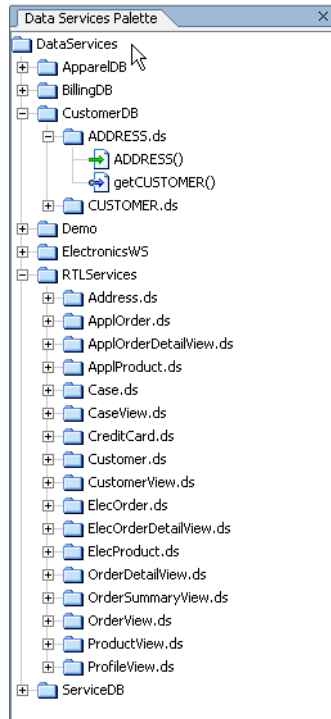 Data Services Palette
DataServices
ApparelDB
BillingDB
CustomerDB
ADDRESS.ds
ADDRESS()
getCUSTOMER()
CUSTOMER.ds
Demo
ElectronicsWS
RTLServices
Address.ds
ApplOrder.ds
ApplOrderDetailView.ds
ApplProduct.ds
Case.ds
CaseView.ds
CreditCard.ds
Customer.ds
CustomerView.ds
ElecOrder.ds
ElecOrderDetailView.ds
ElecProduct.ds
OrderDetailView.ds
OrderSummaryView.ds
OrderView.ds
ProductView.ds
ProfileView.ds
ServiceDB